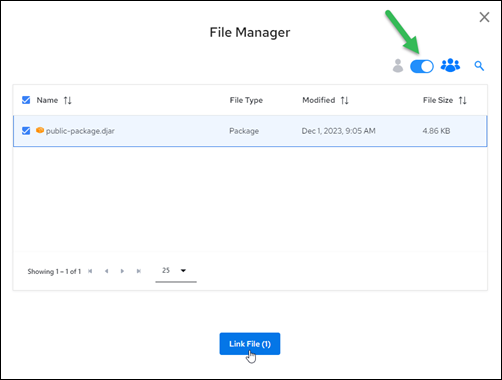 File Manager
Name File Type Modified File Size
public-package.djar Package Dec 1, 2023, 9:05 AM 4.86 KB
Showing 1 – 1 of 1 25
Link File (1)